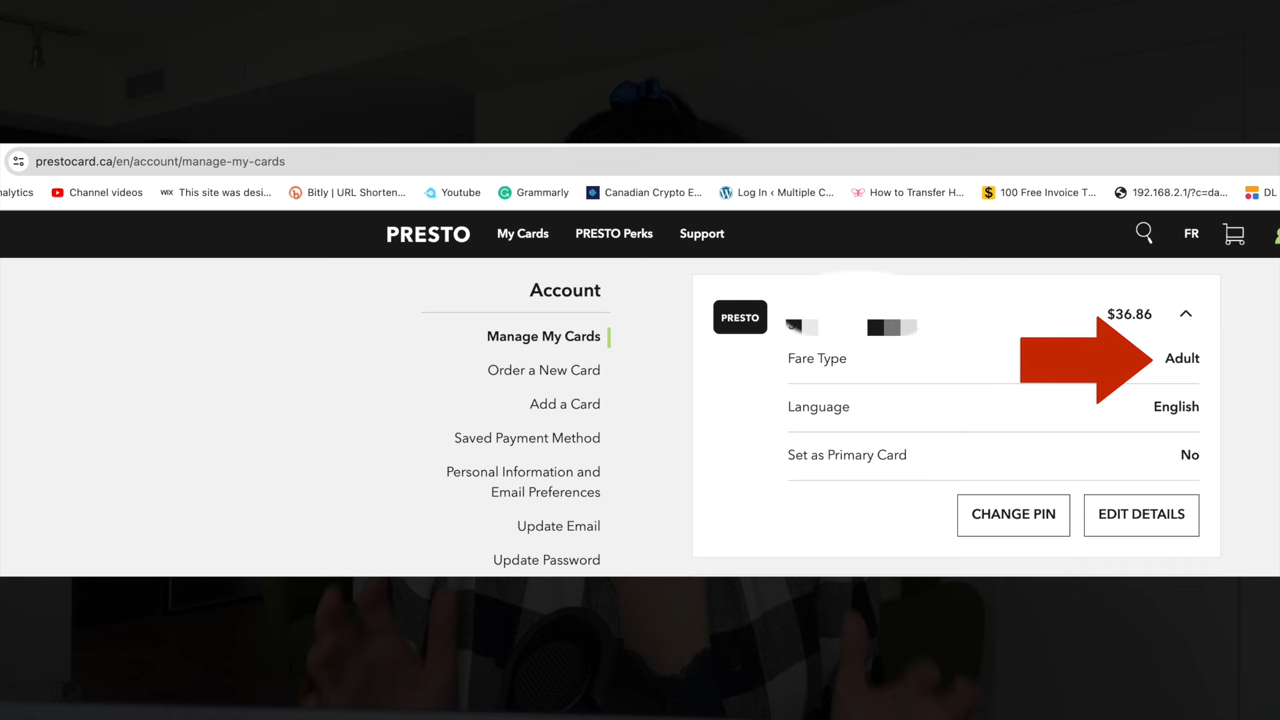 prestocard.ca/en/account/manage-my-cards
nalytics Channel videos WIX This site was desi... Bitly | URL Shorten... Youtube Grammarly Canadian Crypto E... Log In ‹ Multiple C... How to Transfer H... 100 Free Invoice T... 192.168.2.1/?c=da... DL
PRESTO My Cards PRESTO Perks Support FR
Account
Manage My Cards
Order a New Card
Add a Card
Saved Payment Method
Personal Information and
Email Preferences
Update Email
Update Password
PRESTO $36.86
Fare Type Adult
Language English
Set as Primary Card No
CHANGE PIN EDIT DETAILS